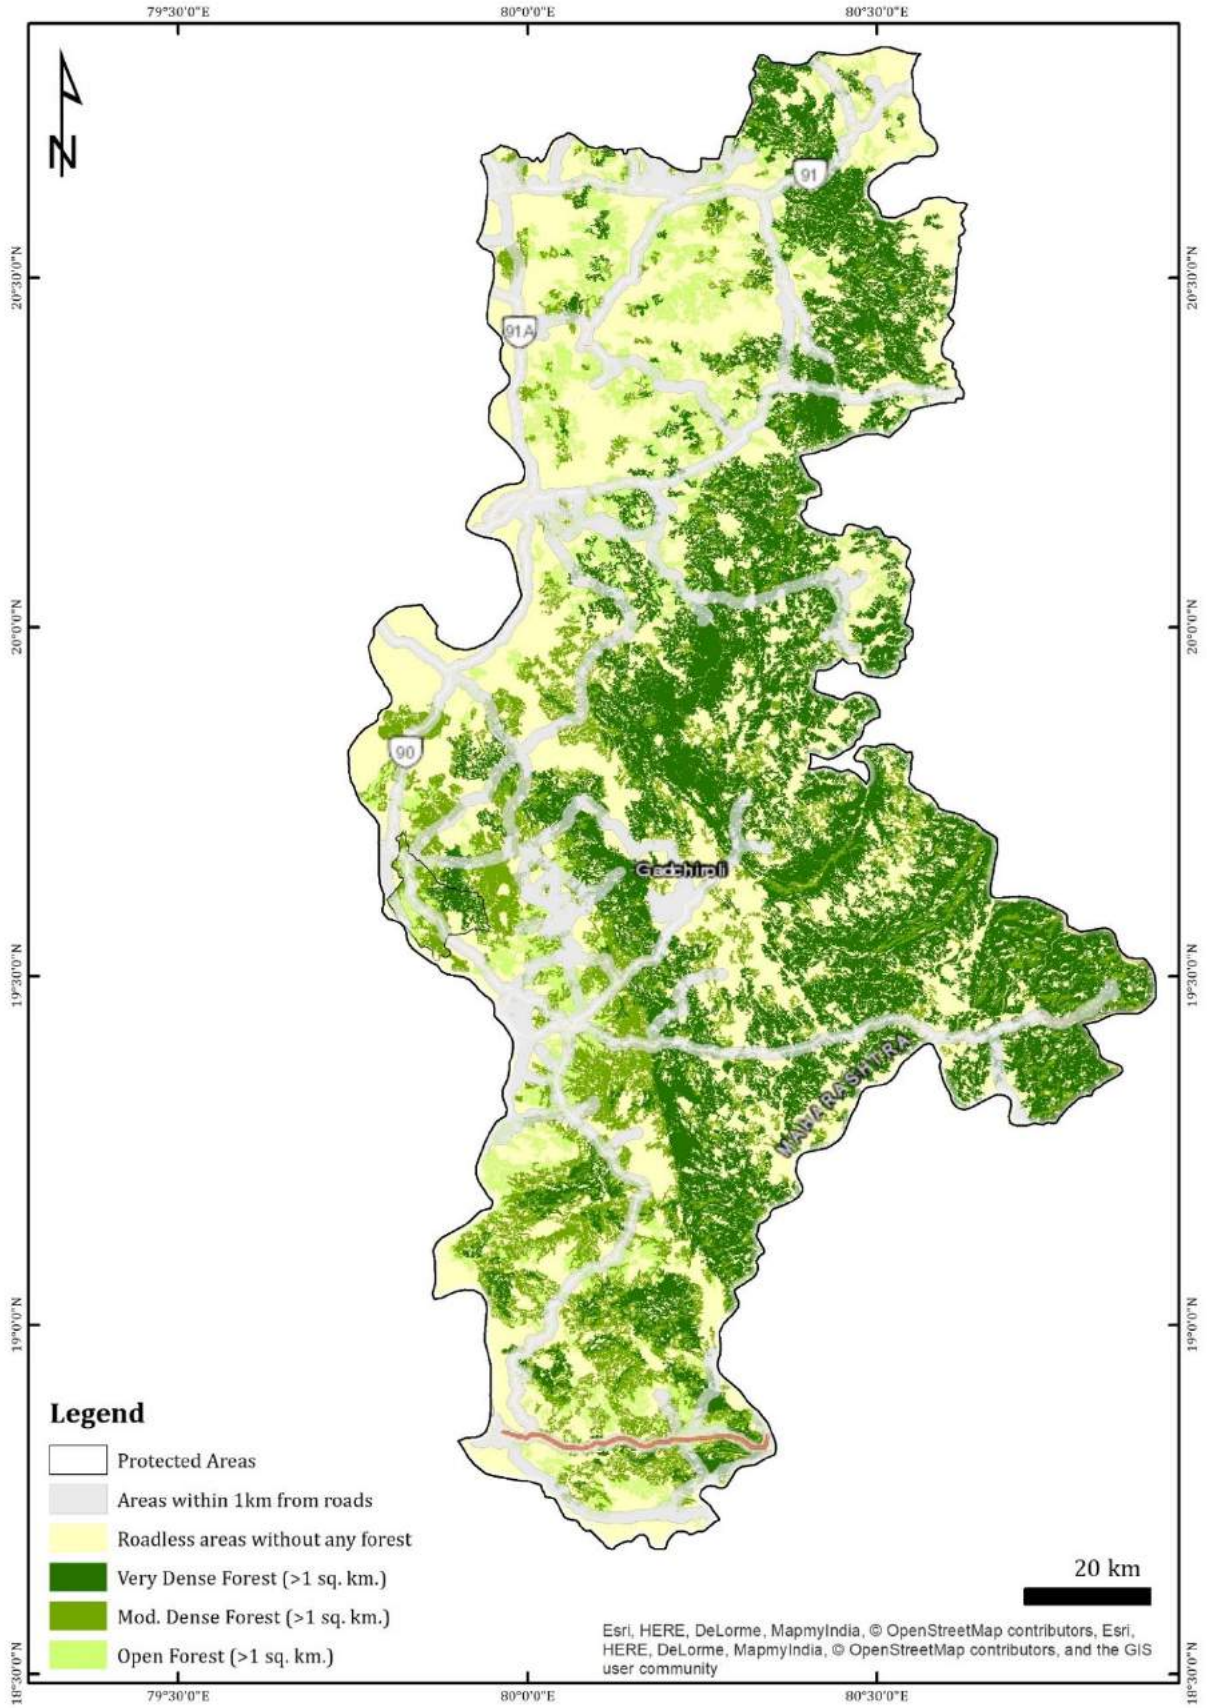 79°30'0"E 80°0'0"E 80°30'0"E
N
91
20°30'0"N 20°30'0"N
91A
20°0'0"N 20°0'0"N
90
Gadchiroli
19°30'0"N 19°30'0"N
MAHARASHTRA
19°0'0"N 19°0'0"N
Legend
Protected Areas
Areas within 1km from roads
Roadless areas without any forest
Very Dense Forest (>1 sq. km.)
Mod. Dense Forest (>1 sq. km.)
Open Forest (>1 sq. km.)
20 km
Esri, HERE, DeLorme, MapmyIndia, © OpenStreetMap contributors, Esri,
HERE, DeLorme, MapmyIndia, © OpenStreetMap contributors, and the GIS
user community
18°30'0"N 18°30'0"N
79°30'0"E 80°0'0"E 80°30'0"E